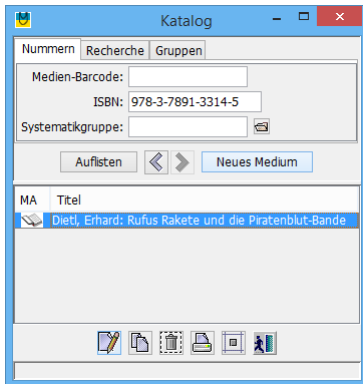 Katalog
Nummern Recherche Gruppen
Medien-Barcode:
ISBN: 978-3-7891-3314-5
Systematikgruppe:
Auflisten Neues Medium
MA Titel
Dietl, Erhard: Rufus Rakete und die Piratenblut-Bande